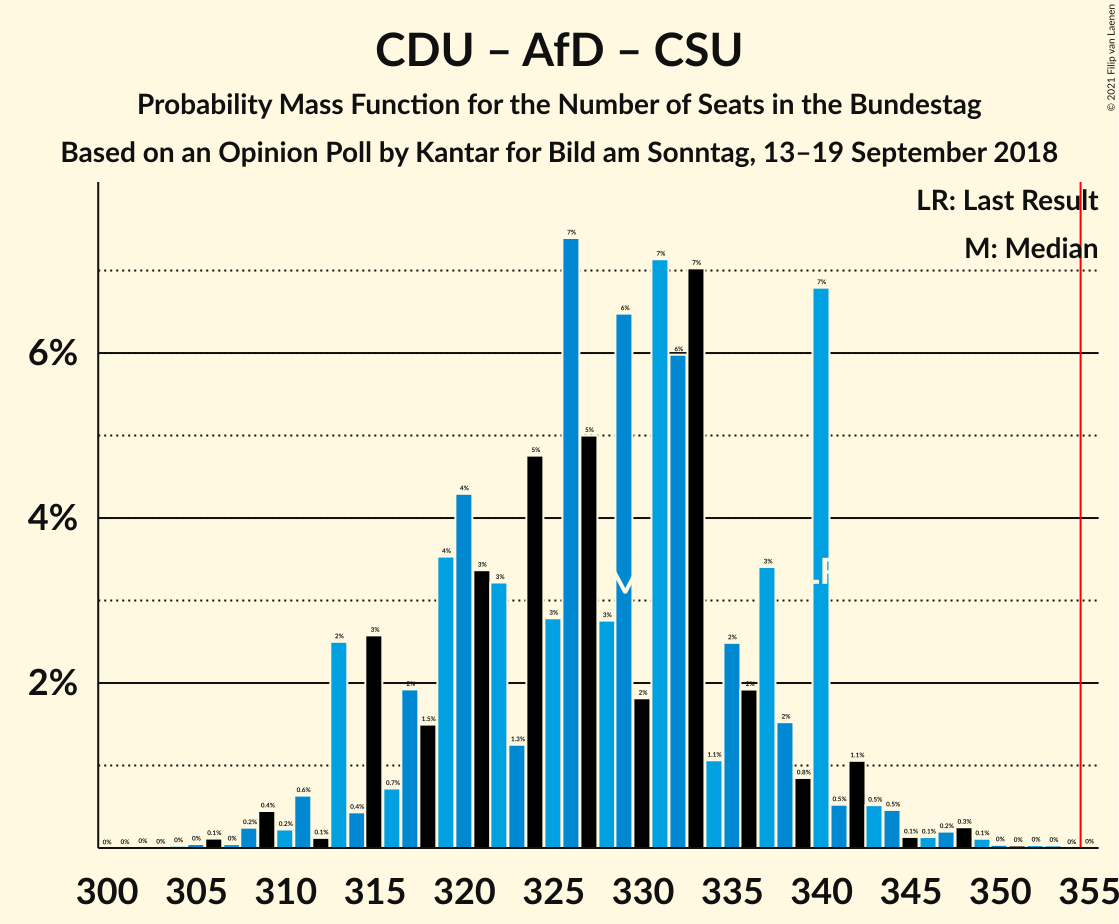 © 2021 Filip van Laenen
CDU – AfD – CSU
Probability Mass Function for the Number of Seats in the Bundestag
Based on an Opinion Poll by Kantar for Bild am Sonntag, 13–19 September 2018
LR: Last Result
M: Median
6%
4%
2%
0% 0% 0% 0% 0% 0% 0.1% 0% 0.2% 0.4% 0.2% 0.6% 0.1% 2% 0.4% 3% 0.7% 2% 1.5% 4% 4% 3% 3% 1.3% 5% 3% 7% 5% 3% 6% 2% 7% 6% 7% 1.1% 2% 2% 3% 2% 0.8% 7% 0.5% 1.1% 0.5% 0.5% 0.1% 0.1% 0.2% 0.3% 0.1% 0% 0% 0% 0% 0% 0%
M
LR
300 305 310 315 320 325 330 335 340 345 350 355